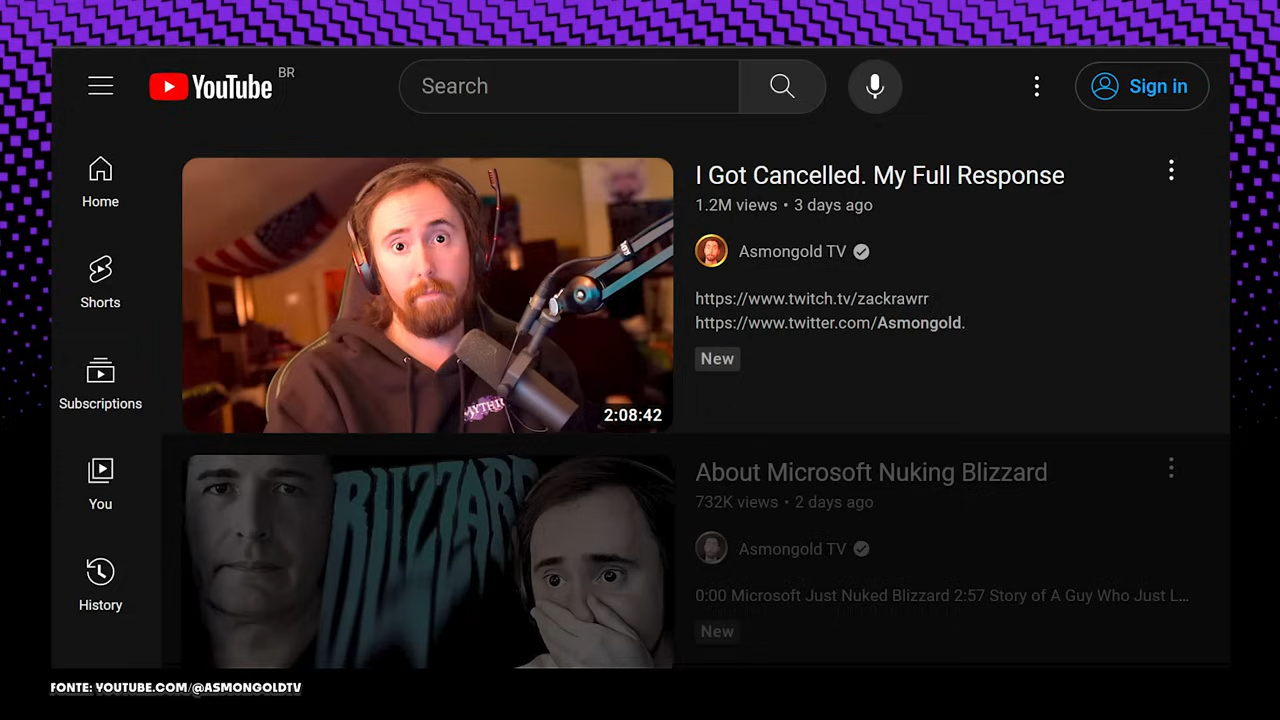 YouTube BR
Search
Sign in
Home
Shorts
Subscriptions
You
History
MYTHIC
2:08:42
I Got Cancelled. My Full Response
1.2M views • 3 days ago
Asmongold TV
https://www.twitch.tv/zackrawrr
https://www.twitter.com/Asmongold.
New
BLIZZARD
About Microsoft Nuking Blizzard
732K views • 2 days ago
Asmongold TV
0:00 Microsoft Just Nuked Blizzard 2:57 Story of A Guy Who Just L...
New
FONTE: YOUTUBE.COM/@ASMONGOLDTV